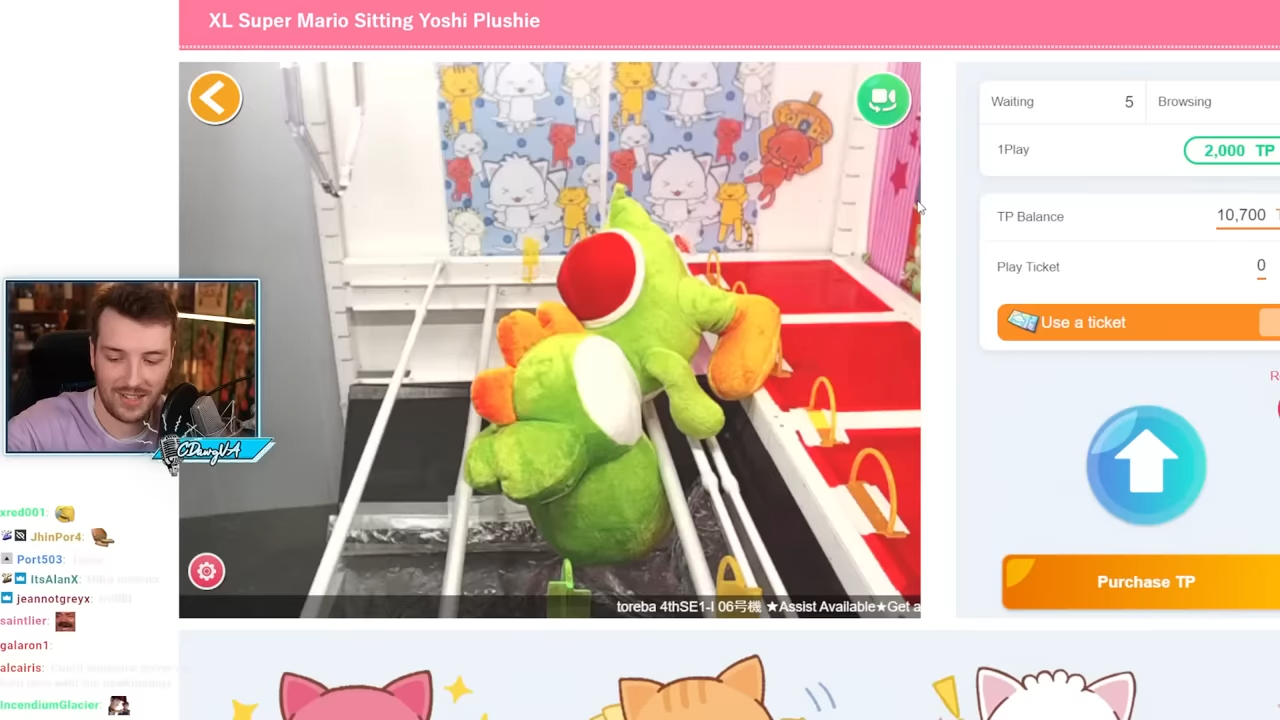 XL Super Mario Sitting Yoshi Plushie
Waiting 5 Browsing
1Play 2,000 TP
TP Balance 10,700
Play Ticket 0
Use a ticket
Purchase TP
toreba 4thSE1-I 06号機 ★Assist Available★Get a
CDawgVA
xred001:
JhinPor4:
Port503:
ItsAlanX:
jeannotgreyx:
saintlier:
galaron1:
alcairis:
IncendiumGlacier: